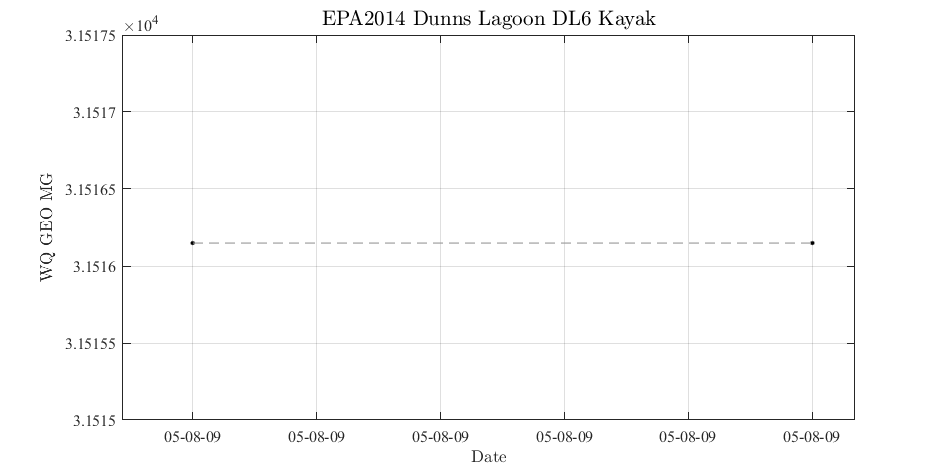 EPA2014 Dunns Lagoon DL6 Kayak
×10⁴
3.15175
3.1517
3.15165
3.1516
3.15155
3.1515
WQ GEO MG
05-08-09 05-08-09 05-08-09 05-08-09 05-08-09 05-08-09
Date